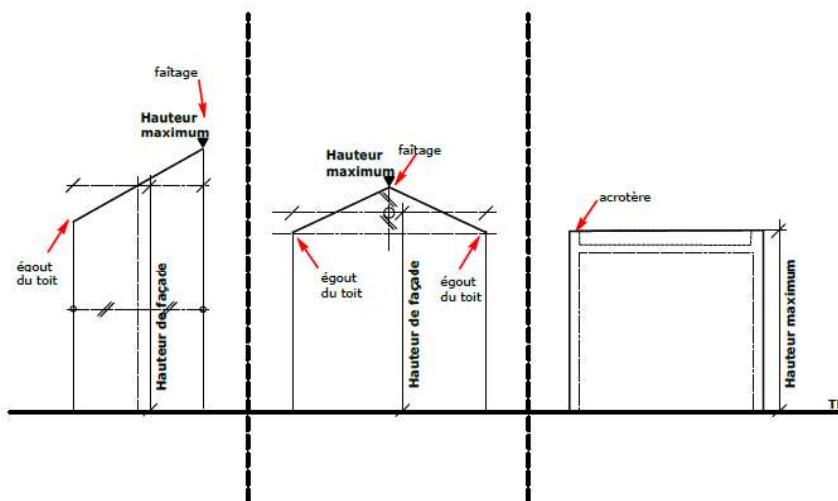 faîtage
Hauteur
maximum
égout
du toit
Hauteur de façade
Hauteur
maximum
faîtage
égout
du toit
égout
du toit
Hauteur de façade
acrotère
Hauteur maximum